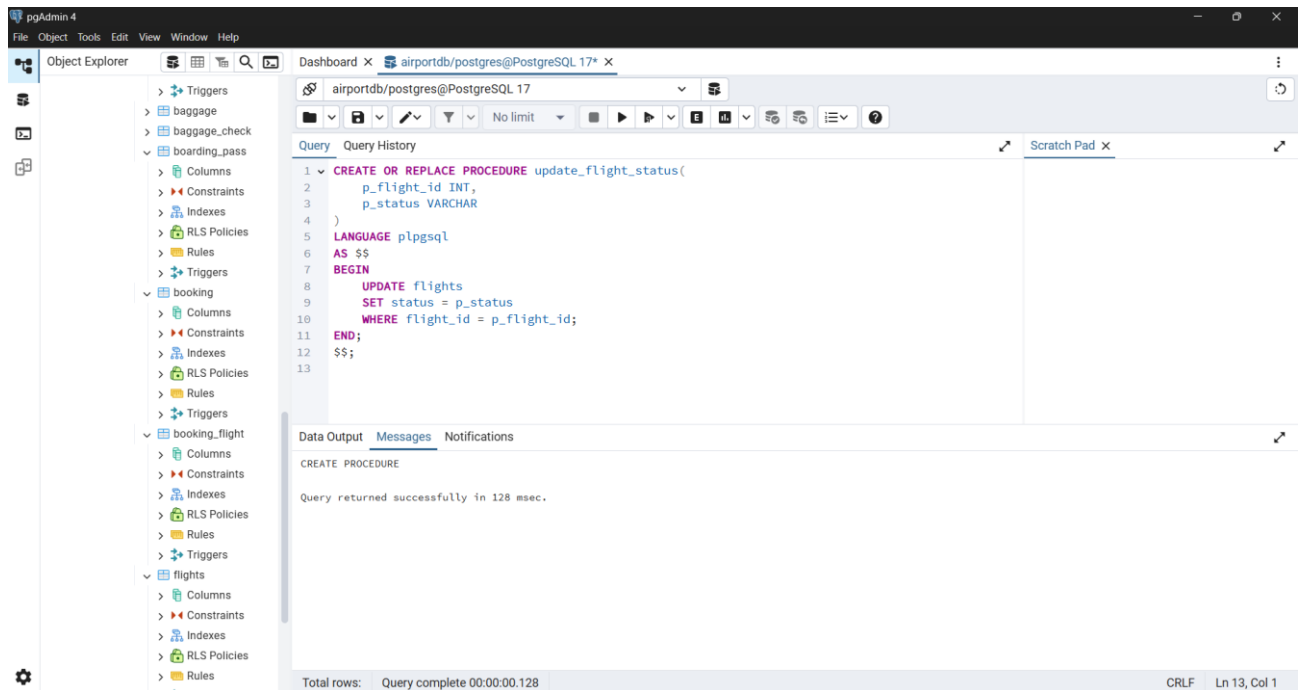 pgAdmin 4
File Object Tools Edit View Window Help
Object Explorer
Triggers
baggage
baggage_check
boarding_pass
Columns
Constraints
Indexes
RLS Policies
Rules
Triggers
booking
Columns
Constraints
Indexes
RLS Policies
Rules
Triggers
booking_flight
Columns
Constraints
Indexes
RLS Policies
Rules
Triggers
flights
Columns
Constraints
Indexes
RLS Policies
Rules
Dashboard airportdb/postgres@PostgreSQL 17*
airportdb/postgres@PostgreSQL 17
No limit
Query Query History
1 CREATE OR REPLACE PROCEDURE update_flight_status(
2 p_flight_id INT,
3 p_status VARCHAR
4 )
5 LANGUAGE plpgsql
6 AS $$
7 BEGIN
8 UPDATE flights
9 SET status = p_status
10 WHERE flight_id = p_flight_id;
11 END;
12 $$;
13
Scratch Pad
Data Output Messages Notifications
CREATE PROCEDURE
Query returned successfully in 128 msec.
Total rows: Query complete 00:00:00.128 CRLF Ln 13, Col 1